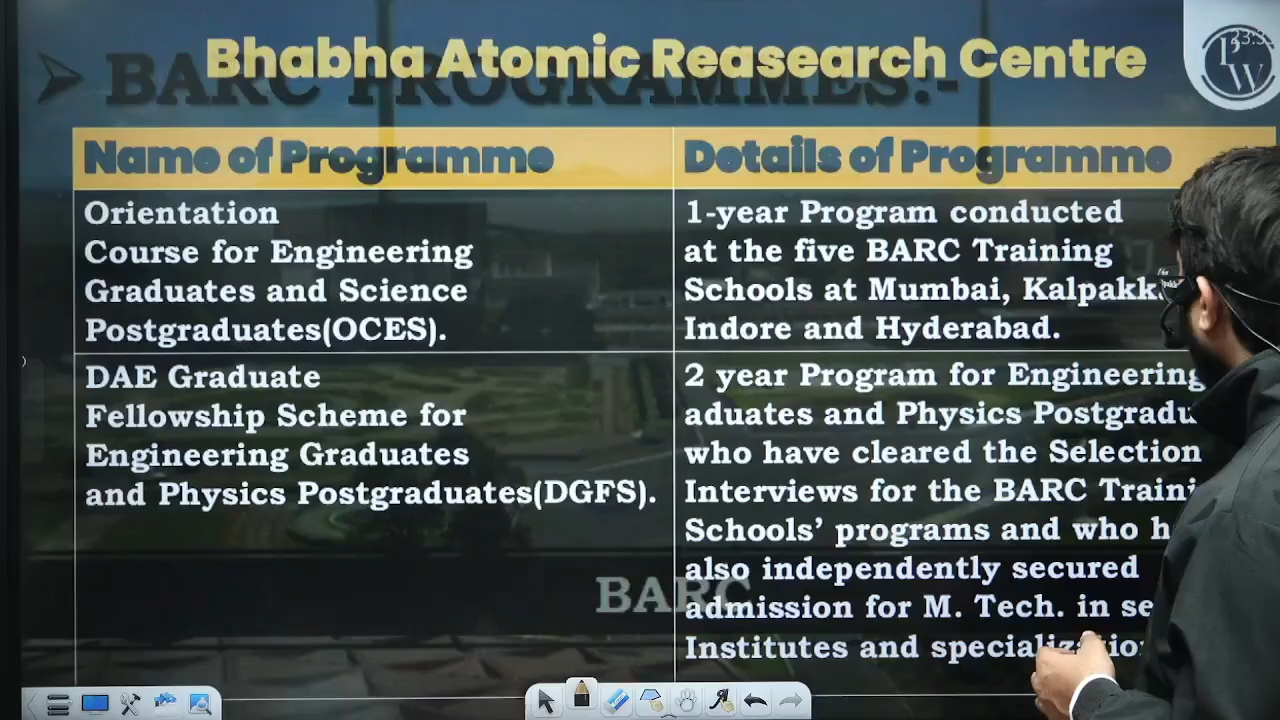 Bhabha Atomic Reasearch Centre
BARC PROGRAMMES:-
Name of Programme
Details of Programme
Orientation
Course for Engineering
Graduates and Science
Postgraduates(OCES).
1-year Program conducted
at the five BARC Training
Schools at Mumbai,
Indore and Hyderabad.
DAE Graduate
Fellowship Scheme for
Engineering Graduates
and Physics Postgraduates(DGFS).
2 year Program for Engineering
aduates and Physics
who have cleared the Selection
Interviews for the BARC
Schools’ programs and who
also independently secured
admission for M. Tech. in
Institutes and
BARC
PW